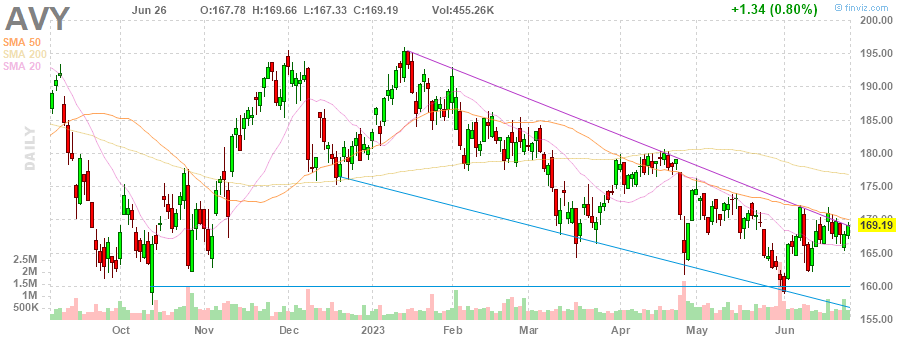 AVY Jun 26 O:167.78 H:169.66 L:167.33 C:169.19 Vol:455.26K +1.34 (0.80%) © finviz.com
SMA 50
SMA 200
SMA 20
DAILY
200.00
195.00
190.00
185.00
180.00
175.00
170.00
169.19
165.00
160.00
155.00
2.5M
2M
1.5M
1M
500K
Oct Nov Dec 2023 Feb Mar Apr May Jun